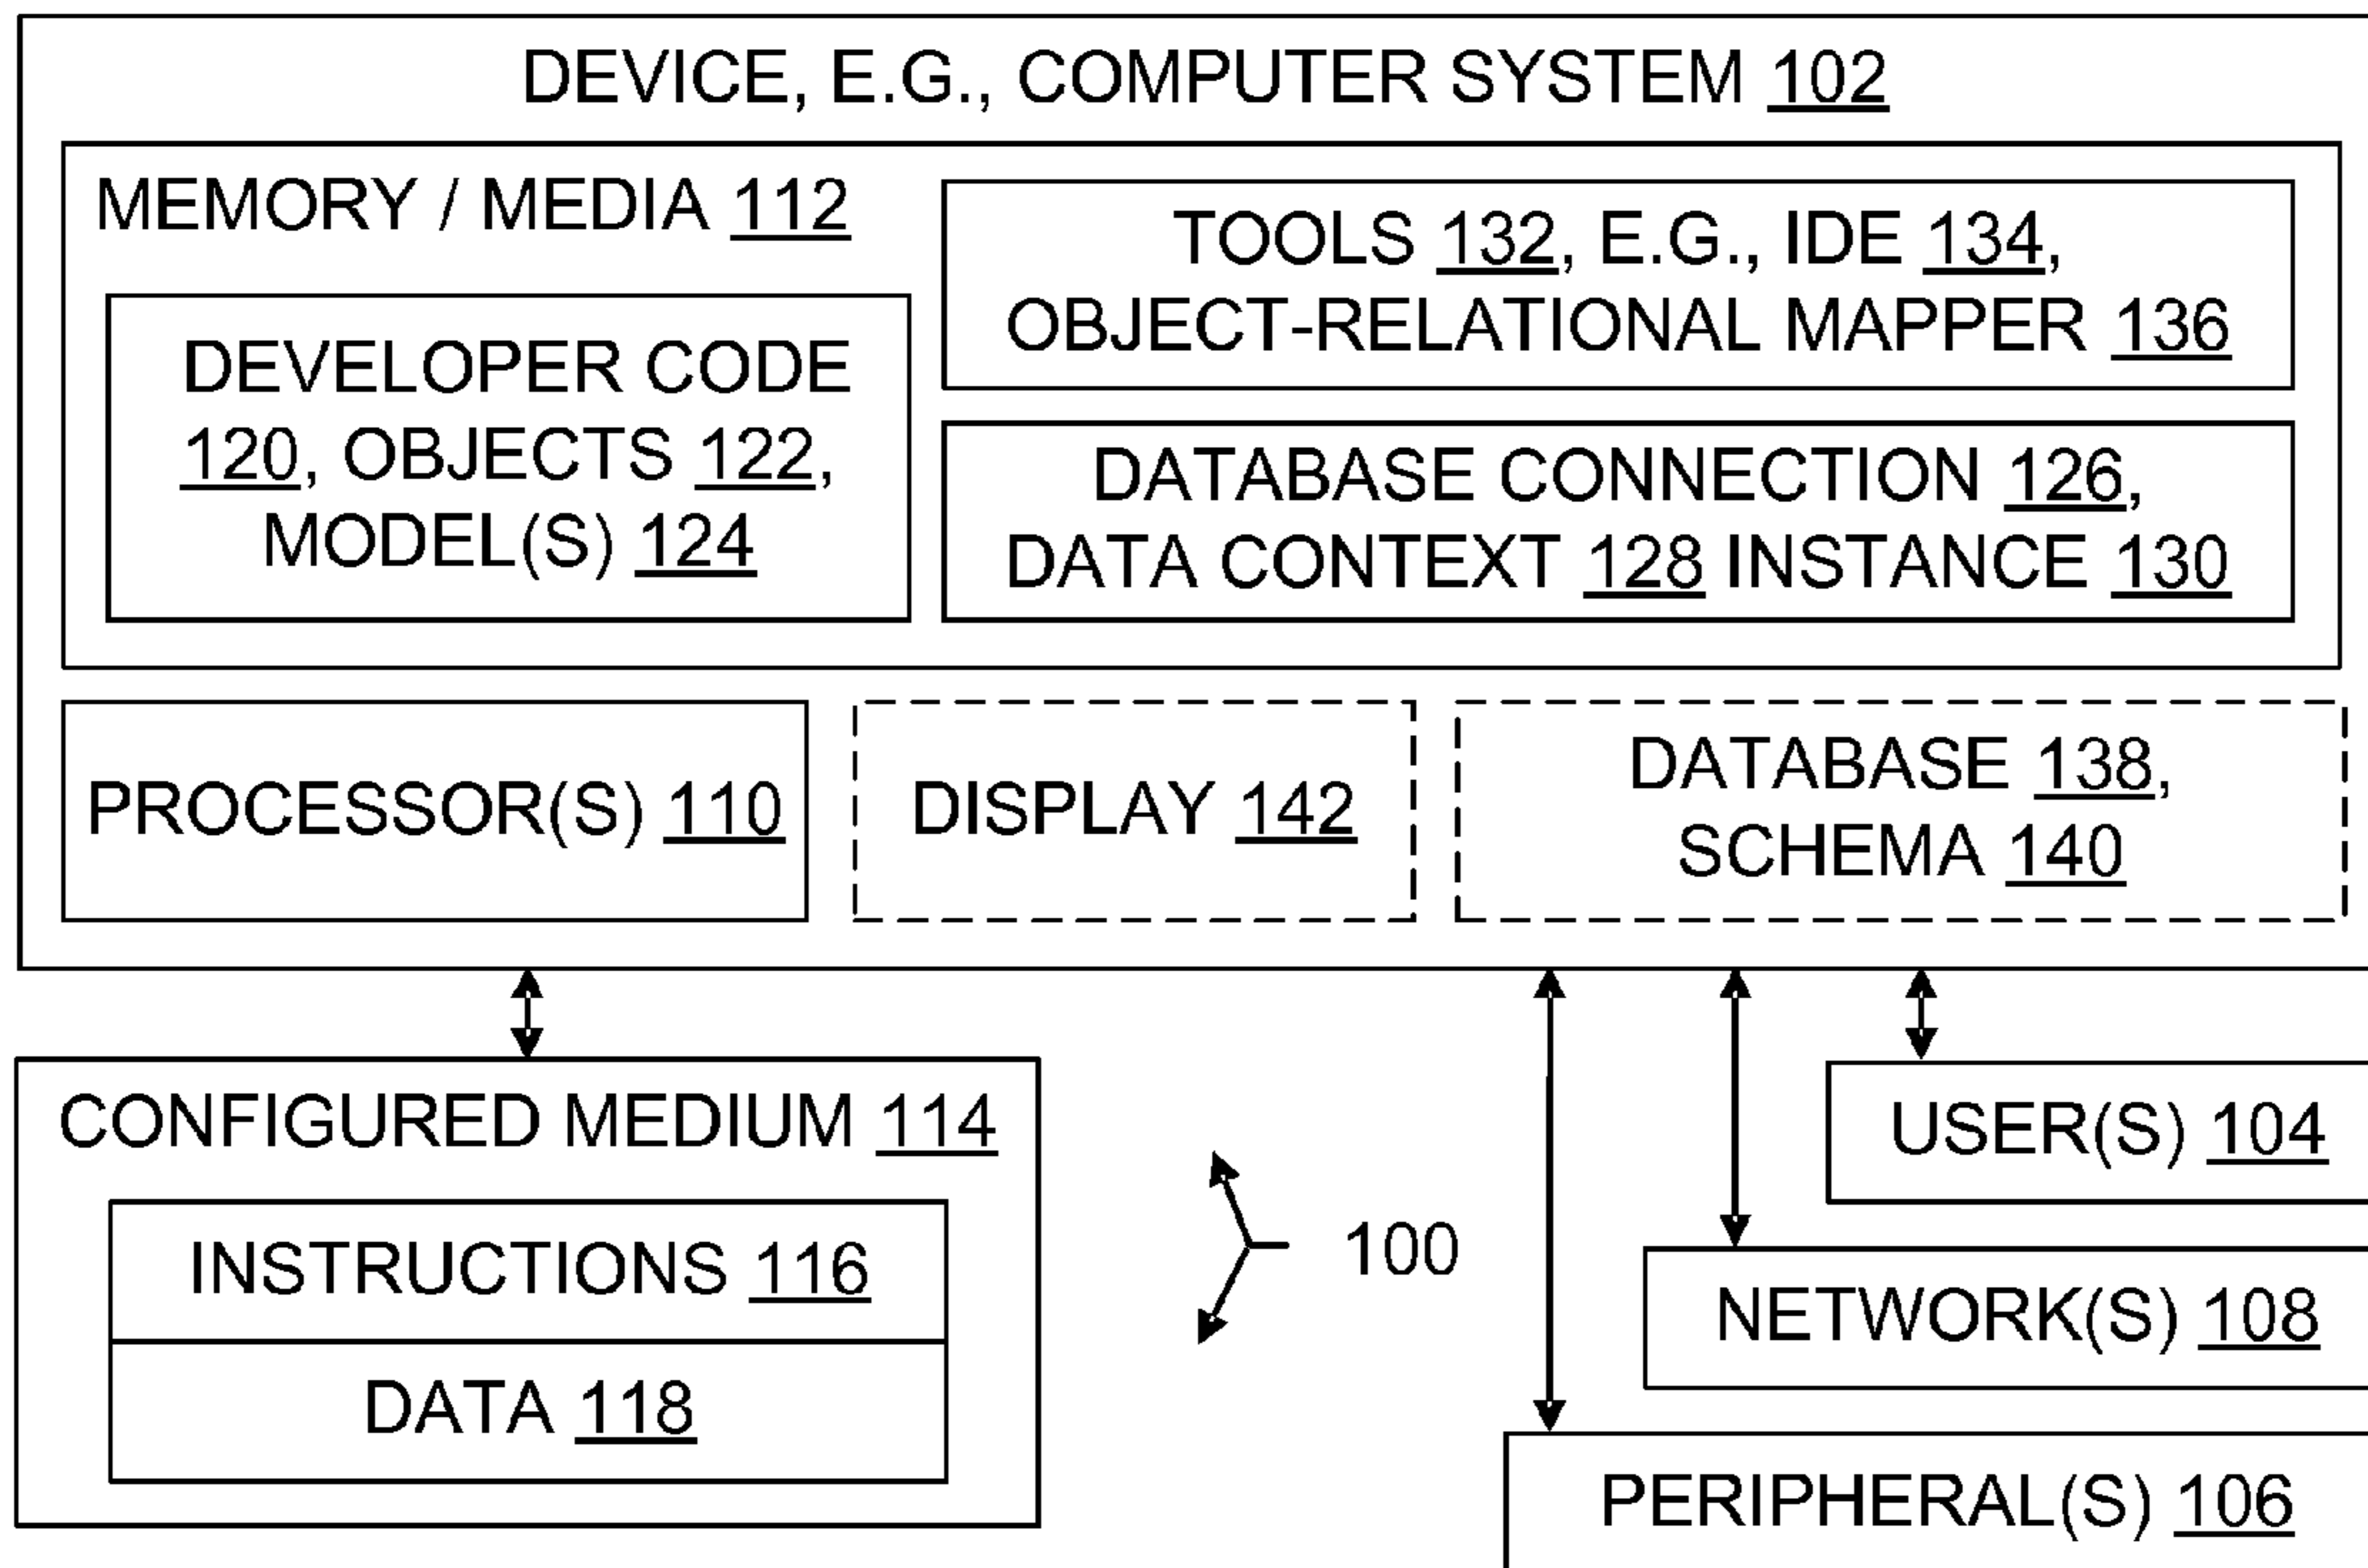 DEVICE, E.G., COMPUTER SYSTEM 102
MEMORY / MEDIA 112
DEVELOPER CODE
120, OBJECTS 122,
MODEL(S) 124
TOOLS 132, E.G., IDE 134,
OBJECT-RELATIONAL MAPPER 136
DATABASE CONNECTION 126,
DATA CONTEXT 128 INSTANCE 130
PROCESSOR(S) 110
DISPLAY 142
DATABASE 138,
SCHEMA 140
CONFIGURED MEDIUM 114
INSTRUCTIONS 116
DATA 118
100
USER(S) 104
NETWORK(S) 108
PERIPHERAL(S) 106